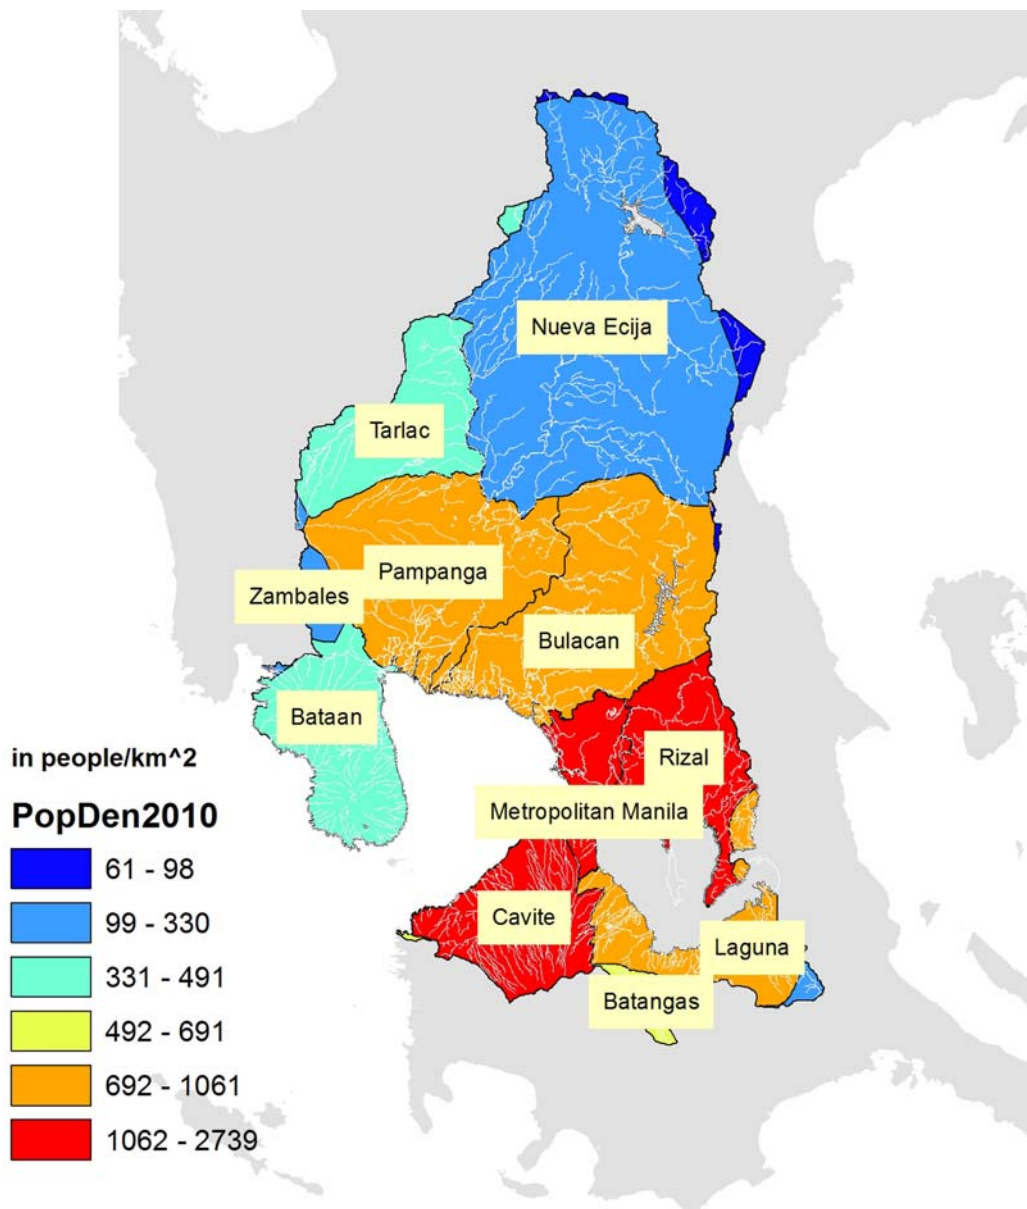 Nueva Ecija
Tarlac
Pampanga
Zambales
Bulacan
Bataan
Rizal
Metropolitan Manila
Cavite
Laguna
Batangas
in people/km^2
PopDen2010
61 - 98
99 - 330
331 - 491
492 - 691
692 - 1061
1062 - 2739